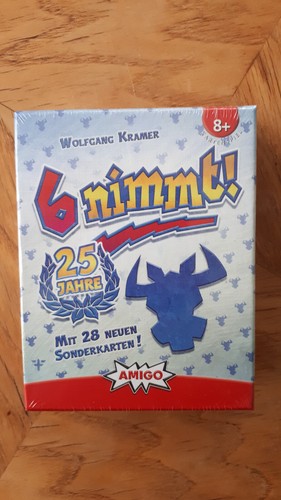 8+
WOLFGANG KRAMER
6 nimmt!
25
JAHRE
MIT 28 NEUEN
SONDERKARTEN!
AMIGO